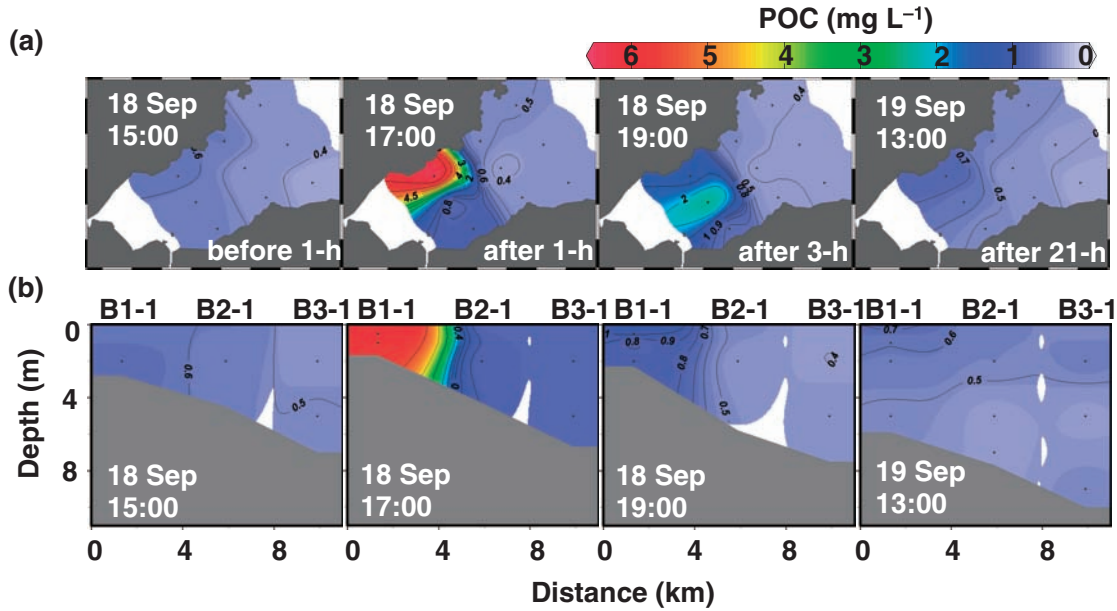 (a)
POC (mg L⁻¹)
6 5 4 3 2 1 0
18 Sep
15:00
before 1-h
0.4
18 Sep
17:00
after 1-h
0.5
0.6
0.4
4.5
0.8
3
4
2
18 Sep
19:00
after 3-h
0.4
2
1
0.9
19 Sep
13:00
after 21-h
0.7
0.5
(b)
B1-1 B2-1 B3-1 B1-1 B2-1 B3-1 B1-1 B2-1 B3-1 B1-1 B2-1 B3-1
Depth (m)
0
4
8
0.6
0.5
18 Sep
15:00
18 Sep
17:00
1
0.8
0.9
0.7
0.8
0.5
0.4
18 Sep
19:00
0.7
0.6
0.5
19 Sep
13:00
0 4 8 0 4 8 0 4 8 0 4 8
Distance (km)